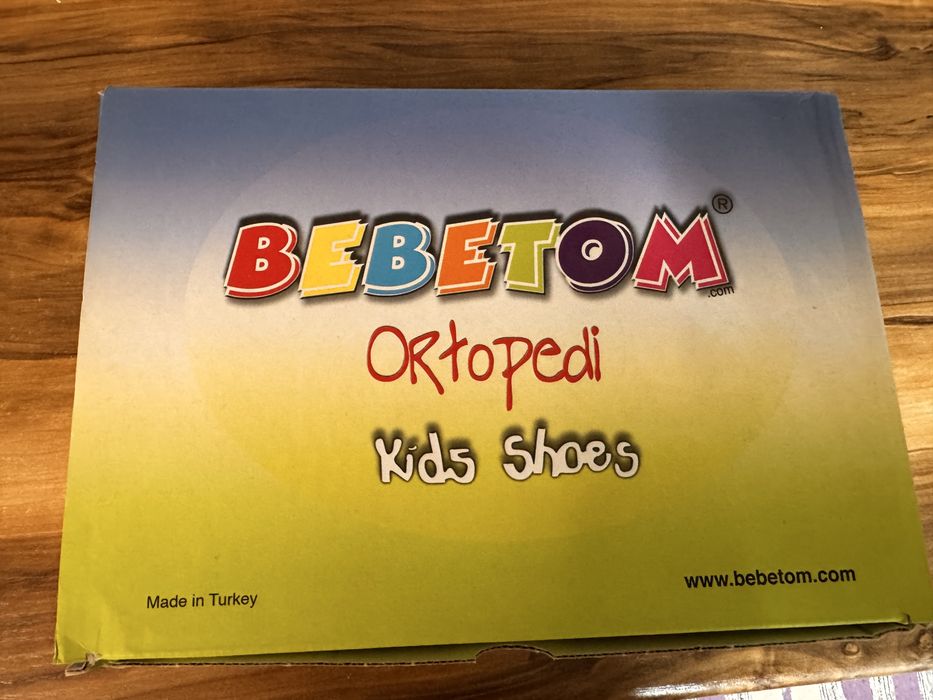 BEBETOM®
.com
ORtopedi
Kids Shoes
www.bebetom.com
Made in Turkey